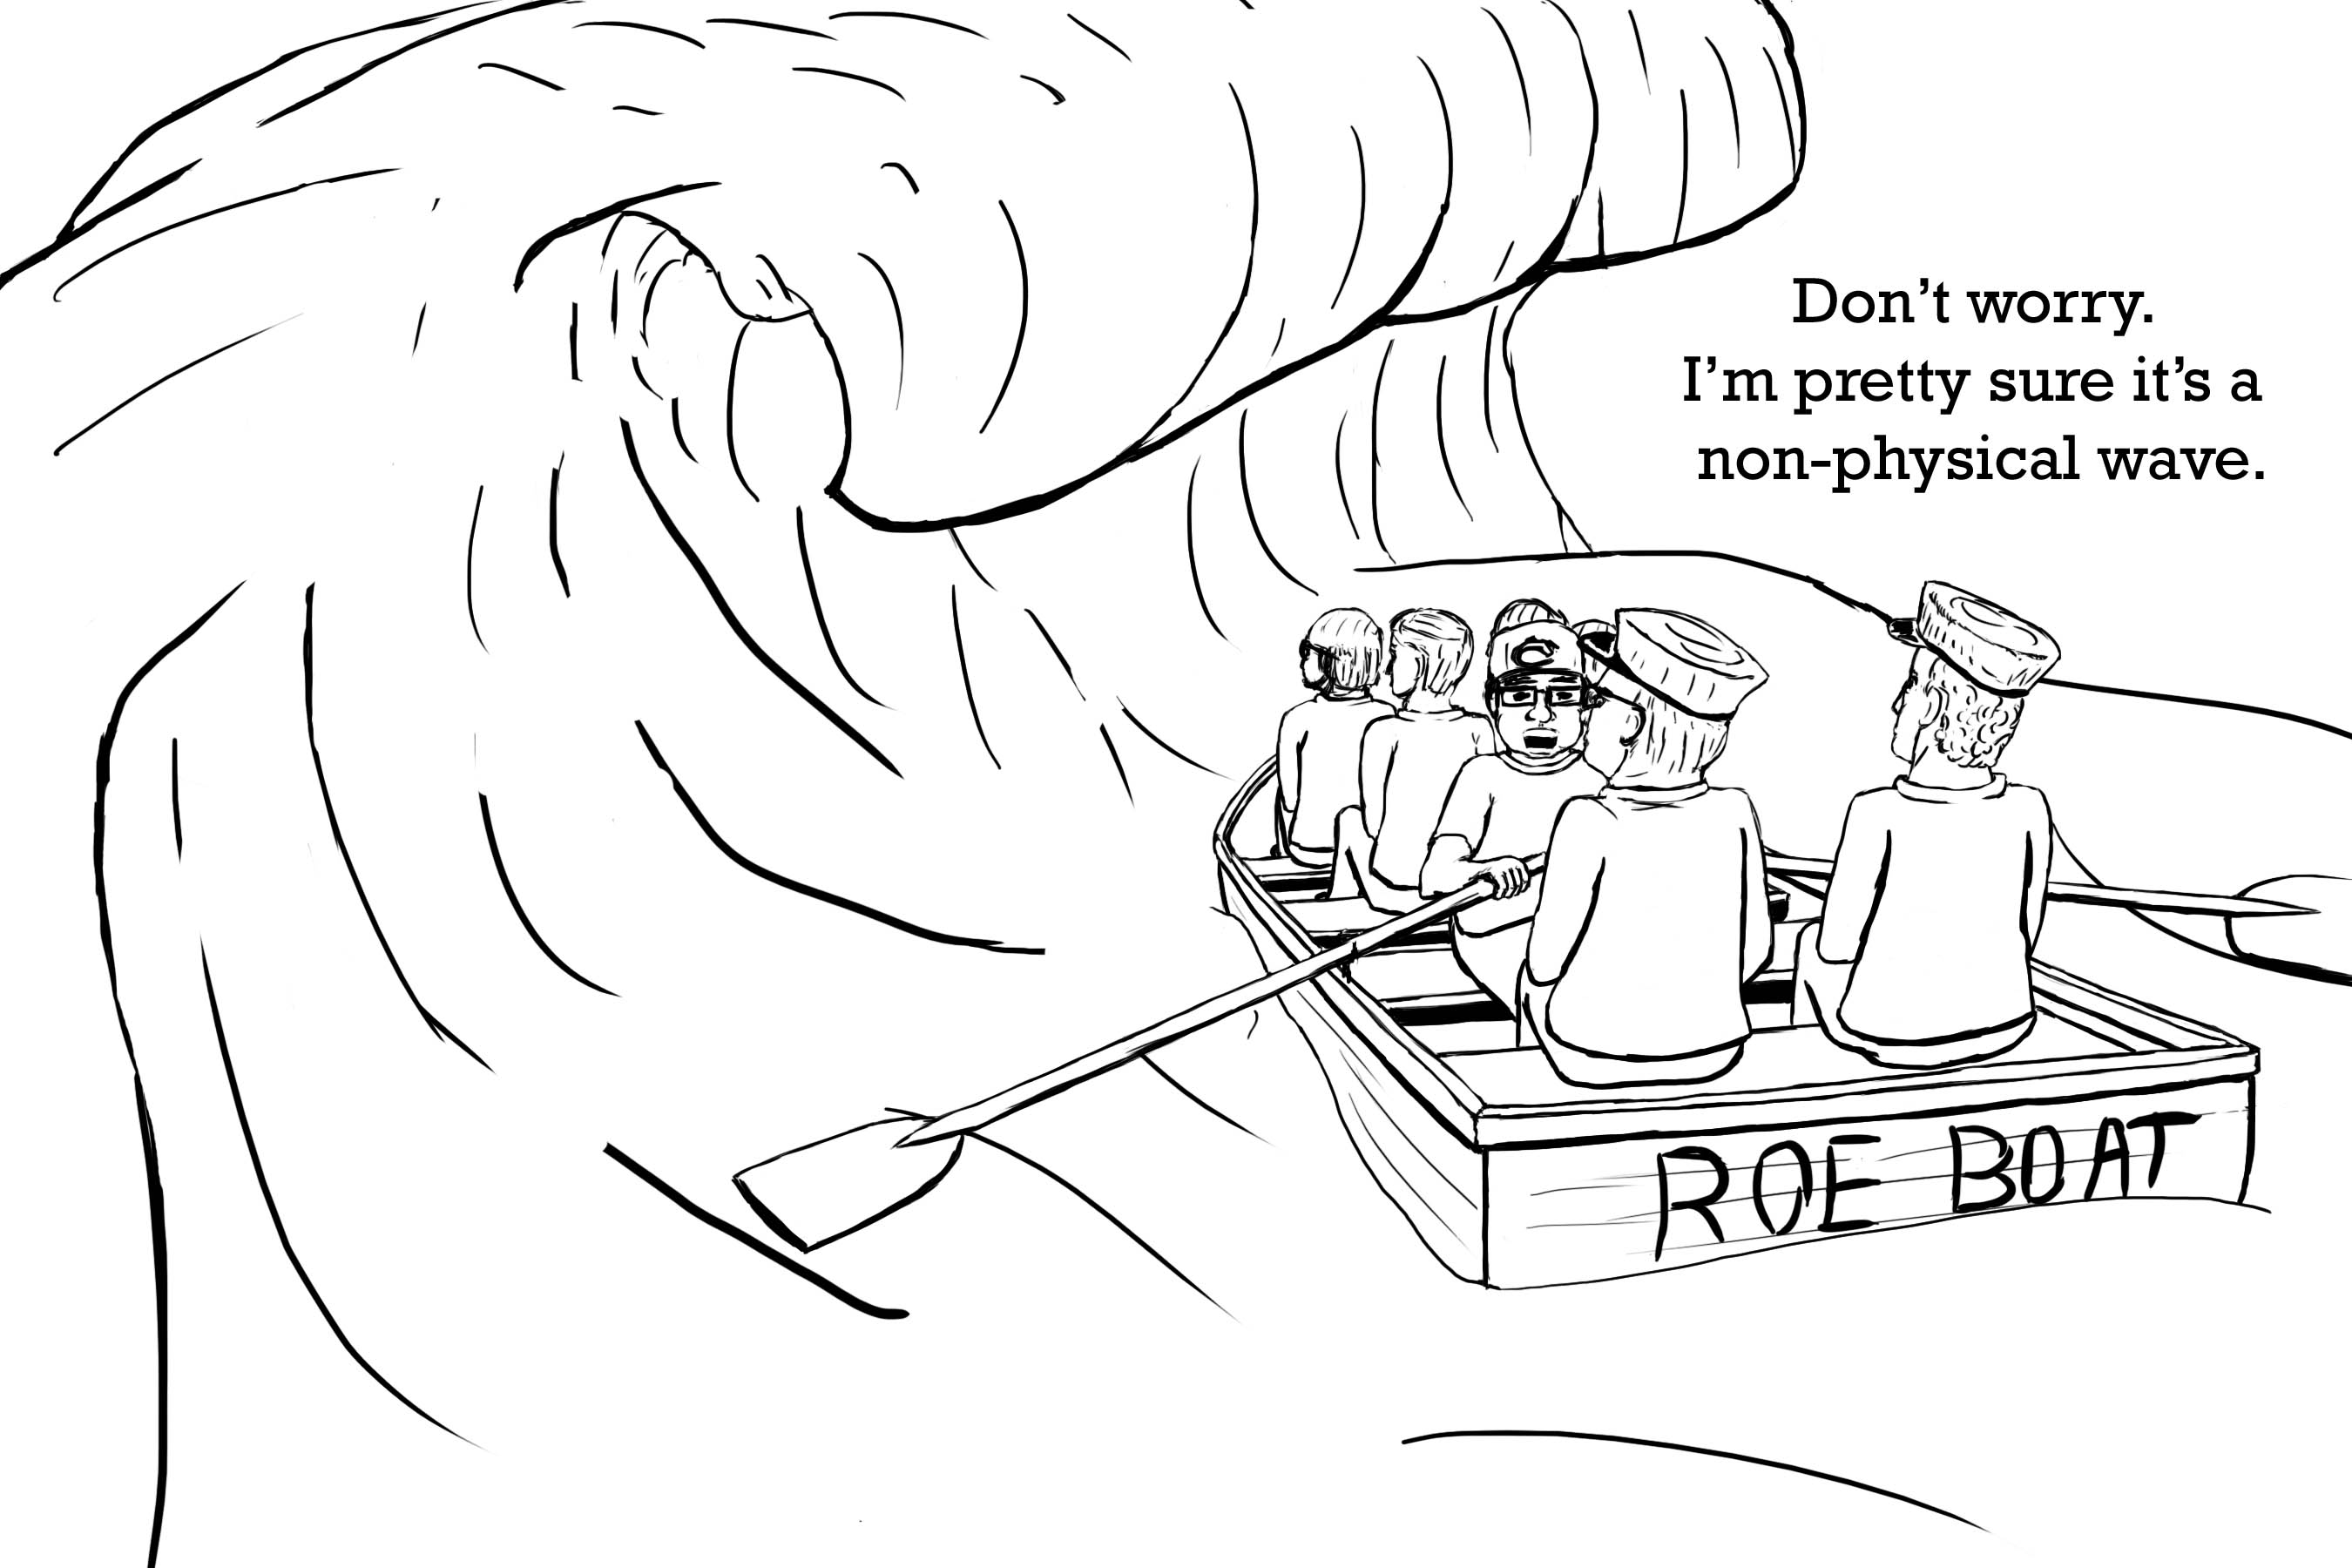 Don’t worry.
I’m pretty sure it’s a
non-physical wave.
C
ROE BOAT